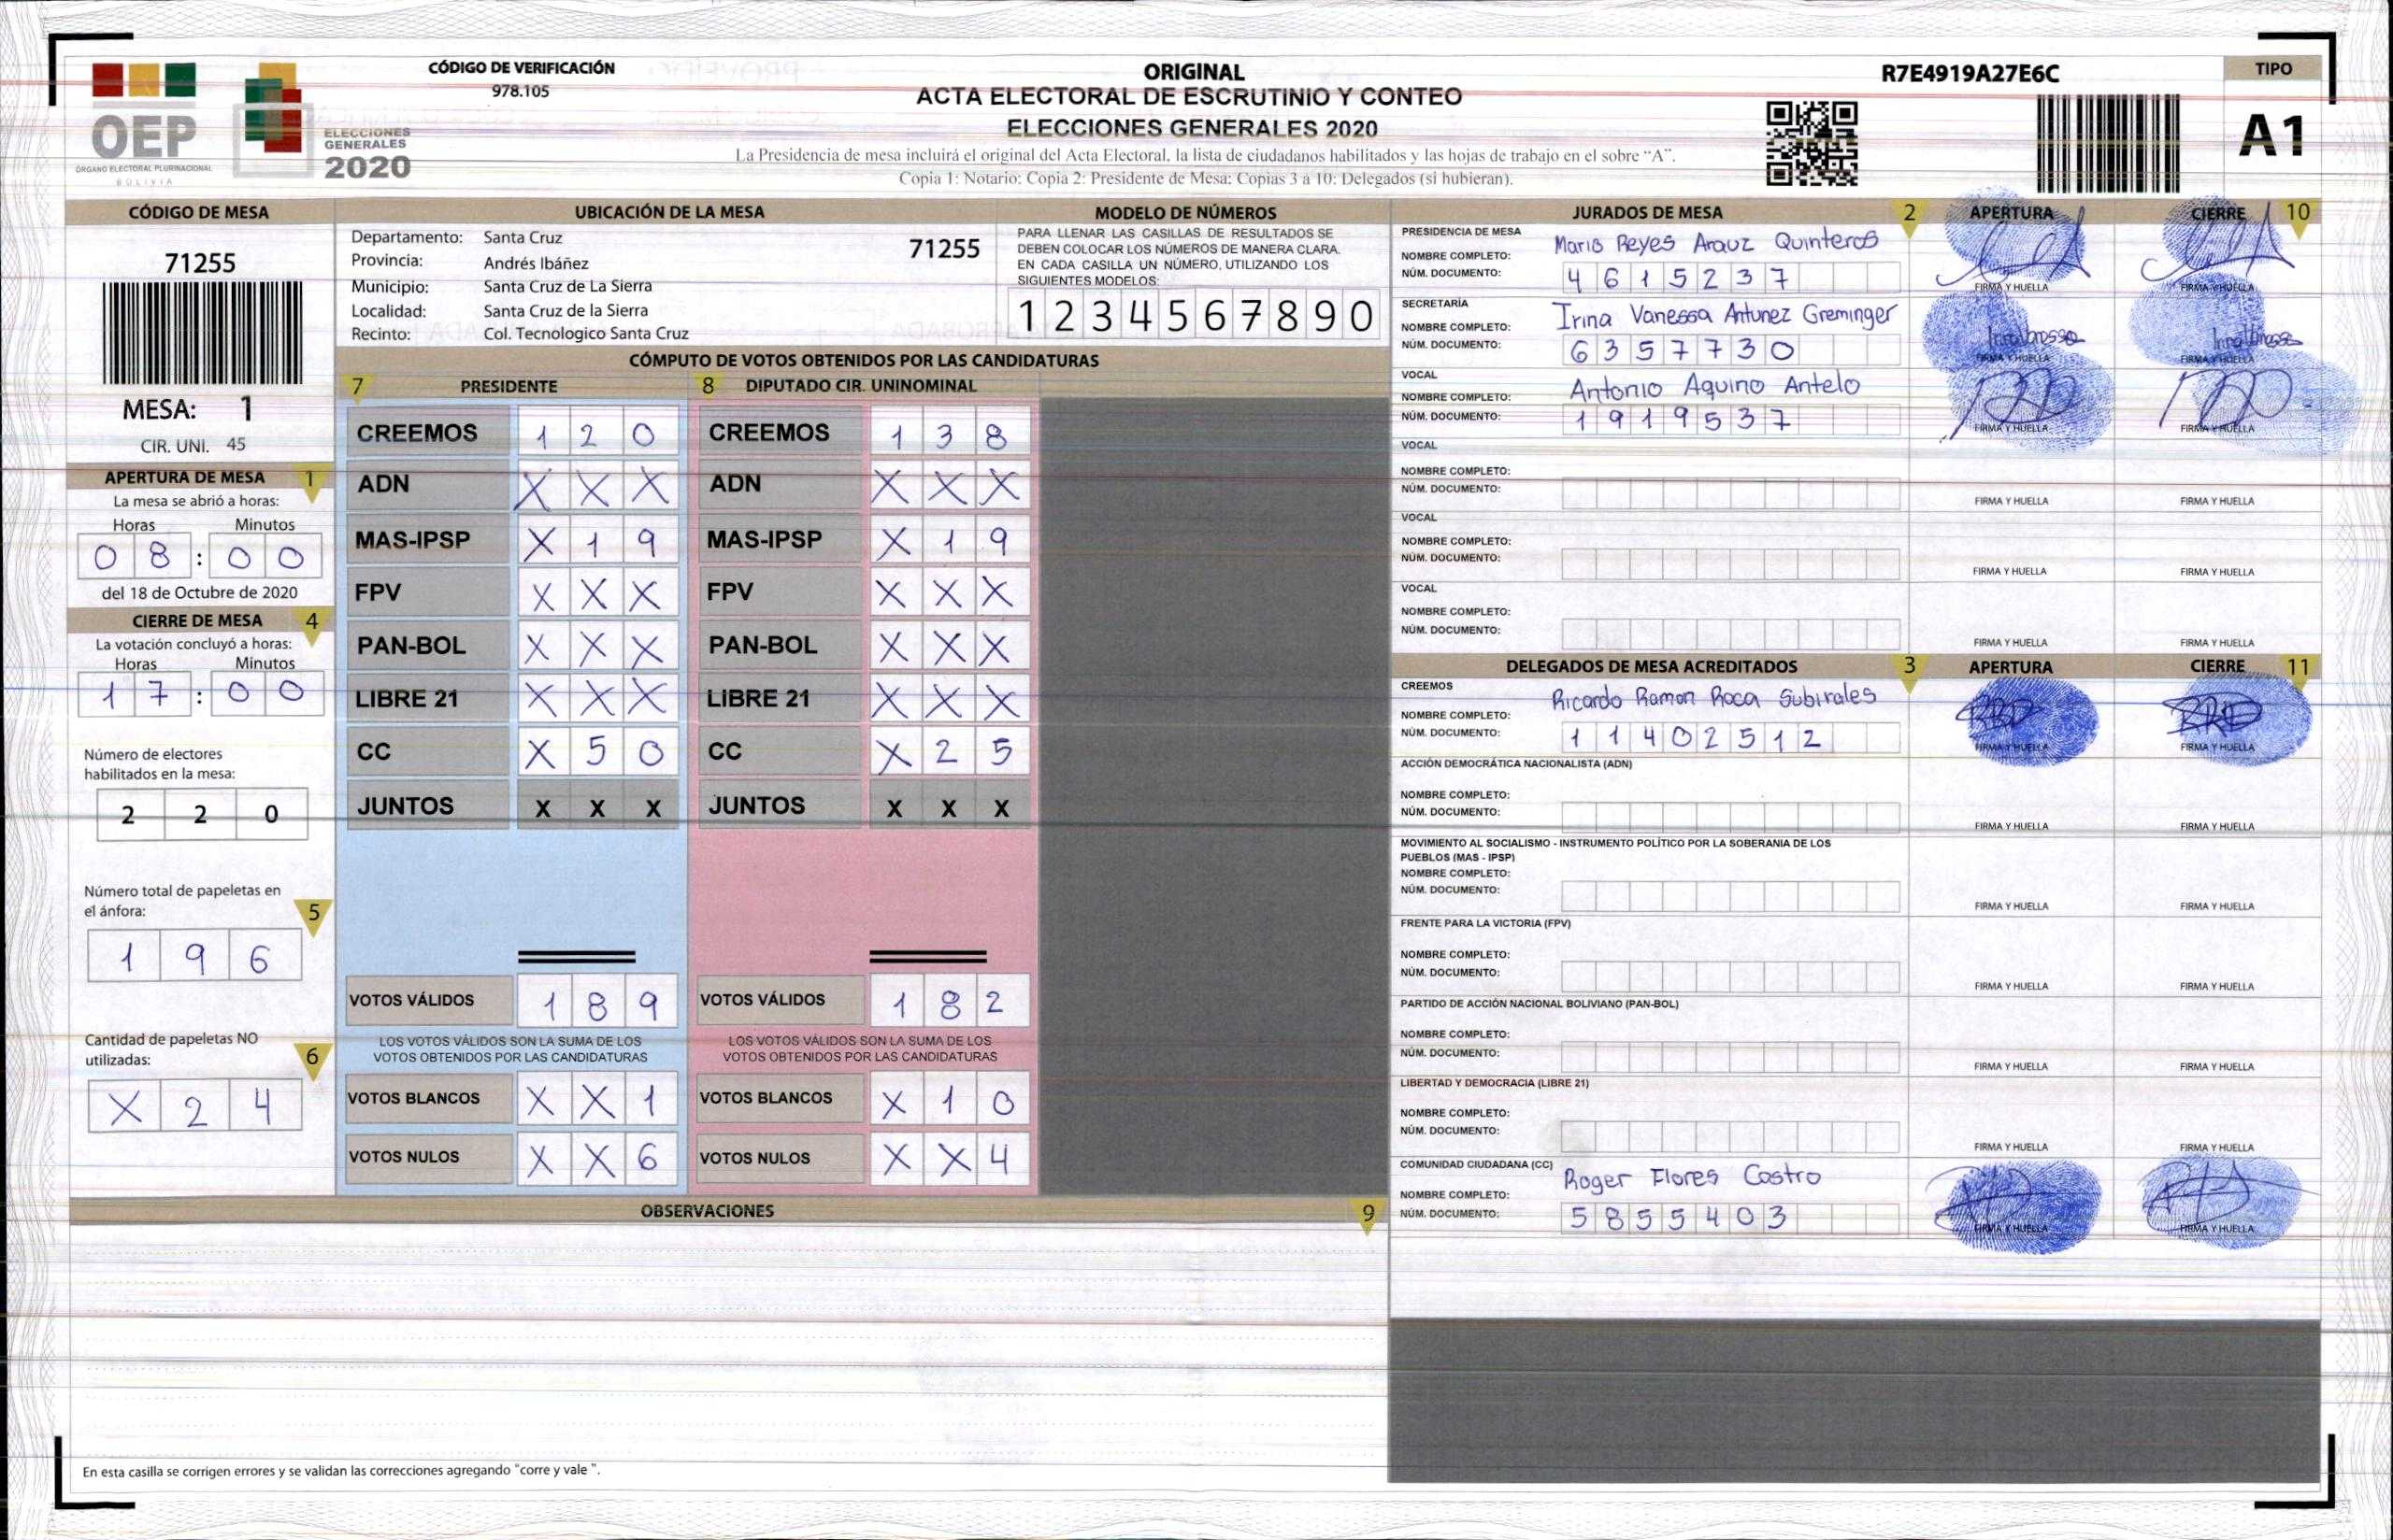 CÓDIGO DE VERIFICACIÓN
978.105
OEP
ÓRGANO ELECTORAL PLURINACIONAL
BOLIVIA
ELECCIONES
GENERALES
2020
ORIGINAL
ACTA ELECTORAL DE ESCRUTINIO Y CONTEO
ELECCIONES GENERALES 2020
La Presidencia de mesa incluirá el original del Acta Electoral, la lista de ciudadanos habilitados y las hojas de trabajo en el sobre "A".
Copia 1: Notario: Copia 2: Presidente de Mesa: Copias 3 a 10: Delegados (si hubieran).
R7E4919A27E6C
TIPO
A1
CÓDIGO DE MESA
71255
MESA: 1
CIR. UNI. 45
APERTURA DE MESA 1
La mesa se abrió a horas:
Horas Minutos
0 8 : 0 0
del 18 de Octubre de 2020
CIERRE DE MESA 4
La votación concluyó a horas:
Horas Minutos
1 7 : 0 0
Número de electores
habilitados en la mesa:
2 2 0
Número total de papeletas en
el ánfora: 5
1 9 6
Cantidad de papeletas NO
utilizadas: 6
X 2 4
UBICACIÓN DE LA MESA
Departamento: Santa Cruz
71255
Provincia: Andrés Ibáñez
Municipio: Santa Cruz de La Sierra
Localidad: Santa Cruz de la Sierra
Recinto: Col. Tecnologico Santa Cruz
MODELO DE NÚMEROS
PARA LLENAR LAS CASILLAS DE RESULTADOS SE
DEBEN COLOCAR LOS NÚMEROS DE MANERA CLARA.
EN CADA CASILLA UN NÚMERO, UTILIZANDO LOS
SIGUIENTES MODELOS:
1 2 3 4 5 6 7 8 9 0
CÓMPUTO DE VOTOS OBTENIDOS POR LAS CANDIDATURAS
7 PRESIDENTE
CREEMOS 1 2 0
ADN X X X
MAS-IPSP X 1 9
FPV X X X
PAN-BOL X X X
LIBRE 21 X X X
CC X 5 0
JUNTOS X X X
VOTOS VÁLIDOS 1 8 9
LOS VOTOS VÁLIDOS SON LA SUMA DE LOS
VOTOS OBTENIDOS POR LAS CANDIDATURAS
VOTOS BLANCOS X X 1
VOTOS NULOS X X 6
8 DIPUTADO CIR. UNINOMINAL
CREEMOS 1 3 8
ADN X X X
MAS-IPSP X 1 9
FPV X X X
PAN-BOL X X X
LIBRE 21 X X X
CC X 2 5
JUNTOS X X X
VOTOS VÁLIDOS 1 8 2
LOS VOTOS VÁLIDOS SON LA SUMA DE LOS
VOTOS OBTENIDOS POR LAS CANDIDATURAS
VOTOS BLANCOS X 1 0
VOTOS NULOS X X 4
OBSERVACIONES 9
En esta casilla se corrigen errores y se validan las correcciones agregando "corre y vale ".
JURADOS DE MESA 2 APERTURA CIERRE 10
PRESIDENCIA DE MESA
NOMBRE COMPLETO: Mario Reyes Arauz Quinteros
NÚM. DOCUMENTO: 4 6 1 5 2 3 7
FIRMA Y HUELLA FIRMA Y HUELLA
SECRETARÍA
NOMBRE COMPLETO: Irina Vanessa Antunez Greminger
NÚM. DOCUMENTO: 6 3 5 7 7 3 0
FIRMA Y HUELLA FIRMA Y HUELLA
VOCAL
NOMBRE COMPLETO: Antonio Aquino Antelo
NÚM. DOCUMENTO: 1 9 1 9 5 3 7
FIRMA Y HUELLA FIRMA Y HUELLA
VOCAL
NOMBRE COMPLETO:
NÚM. DOCUMENTO:
FIRMA Y HUELLA FIRMA Y HUELLA
VOCAL
NOMBRE COMPLETO:
NÚM. DOCUMENTO:
FIRMA Y HUELLA FIRMA Y HUELLA
VOCAL
NOMBRE COMPLETO:
NÚM. DOCUMENTO:
FIRMA Y HUELLA FIRMA Y HUELLA
DELEGADOS DE MESA ACREDITADOS 3 APERTURA CIERRE 11
CREEMOS
NOMBRE COMPLETO: Ricardo Ramon Roca Subirales
NÚM. DOCUMENTO: 1 1 4 0 2 5 1 2
FIRMA Y HUELLA FIRMA Y HUELLA
ACCIÓN DEMOCRÁTICA NACIONALISTA (ADN)
NOMBRE COMPLETO:
NÚM. DOCUMENTO:
FIRMA Y HUELLA FIRMA Y HUELLA
MOVIMIENTO AL SOCIALISMO - INSTRUMENTO POLÍTICO POR LA SOBERANIA DE LOS
PUEBLOS (MAS - IPSP)
NOMBRE COMPLETO:
NÚM. DOCUMENTO:
FIRMA Y HUELLA FIRMA Y HUELLA
FRENTE PARA LA VICTORIA (FPV)
NOMBRE COMPLETO:
NÚM. DOCUMENTO:
FIRMA Y HUELLA FIRMA Y HUELLA
PARTIDO DE ACCIÓN NACIONAL BOLIVIANO (PAN-BOL)
NOMBRE COMPLETO:
NÚM. DOCUMENTO:
FIRMA Y HUELLA FIRMA Y HUELLA
LIBERTAD Y DEMOCRACIA (LIBRE 21)
NOMBRE COMPLETO:
NÚM. DOCUMENTO:
FIRMA Y HUELLA FIRMA Y HUELLA
COMUNIDAD CIUDADANA (CC)
NOMBRE COMPLETO: Roger Flores Castro
NÚM. DOCUMENTO: 5 8 5 5 4 0 3
FIRMA Y HUELLA FIRMA Y HUELLA